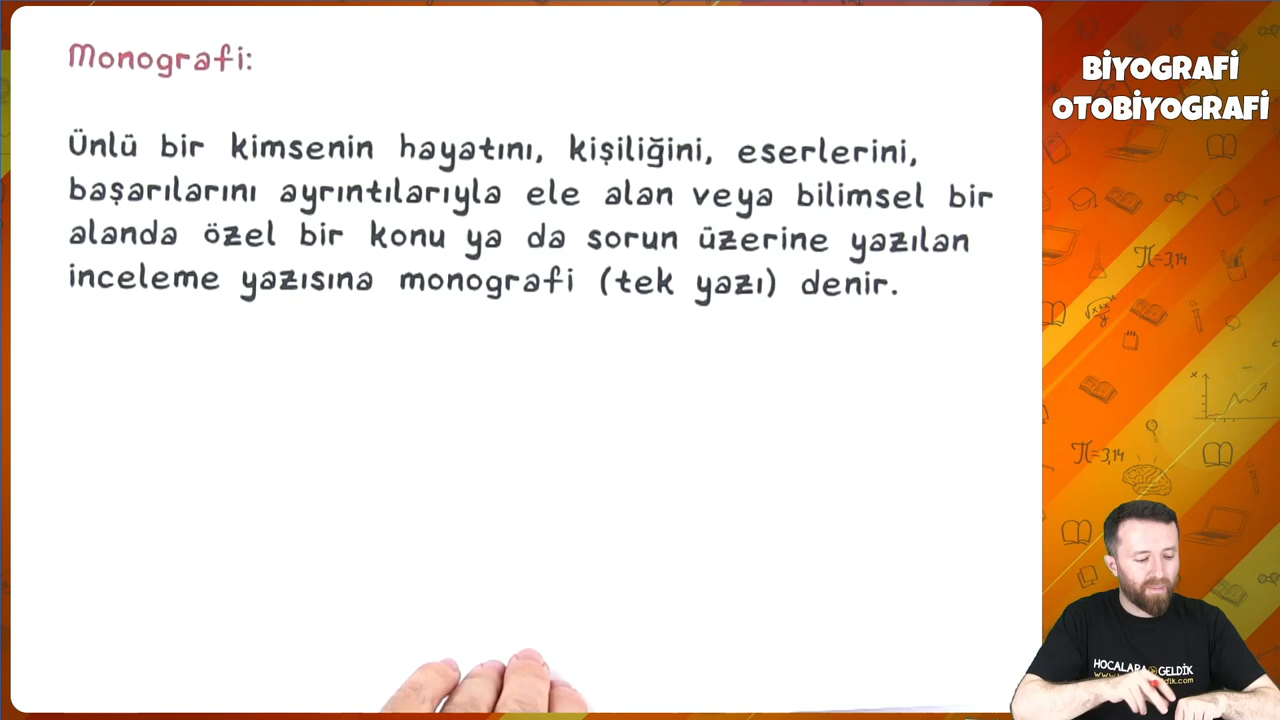 Monografi:
Ünlü bir kimsenin hayatını, kişiliğini, eserlerini,
başarılarını ayrıntılarıyla ele alan veya bilimsel bir
alanda özel bir konu ya da sorun üzerine yazılan
inceleme yazısına monografi (tek yazı) denir.
BİYOGRAFİ
OTOBİYOGRAFİ
π=3,14
π=3,14
HOCALARA GELDİK